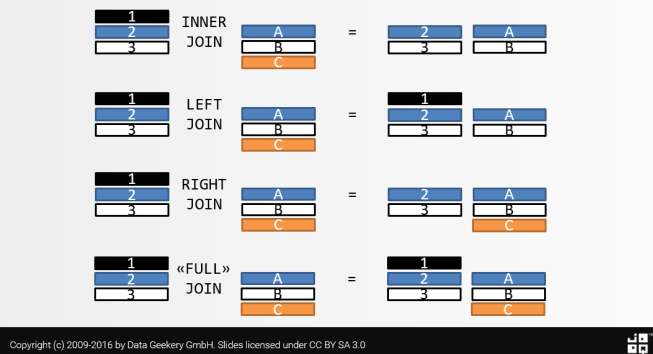 1
2
3
INNER
JOIN
A
B
C
=
2
3
A
B
1
2
3
LEFT
JOIN
A
B
C
=
1
2
3
A
B
1
2
3
RIGHT
JOIN
A
B
C
=
2
3
A
B
C
1
2
3
«FULL»
JOIN
A
B
C
=
1
2
3
A
B
C
Copyright (c) 2009-2016 by Data Geekery GmbH. Slides licensed under CC BY SA 3.0
jOOQ